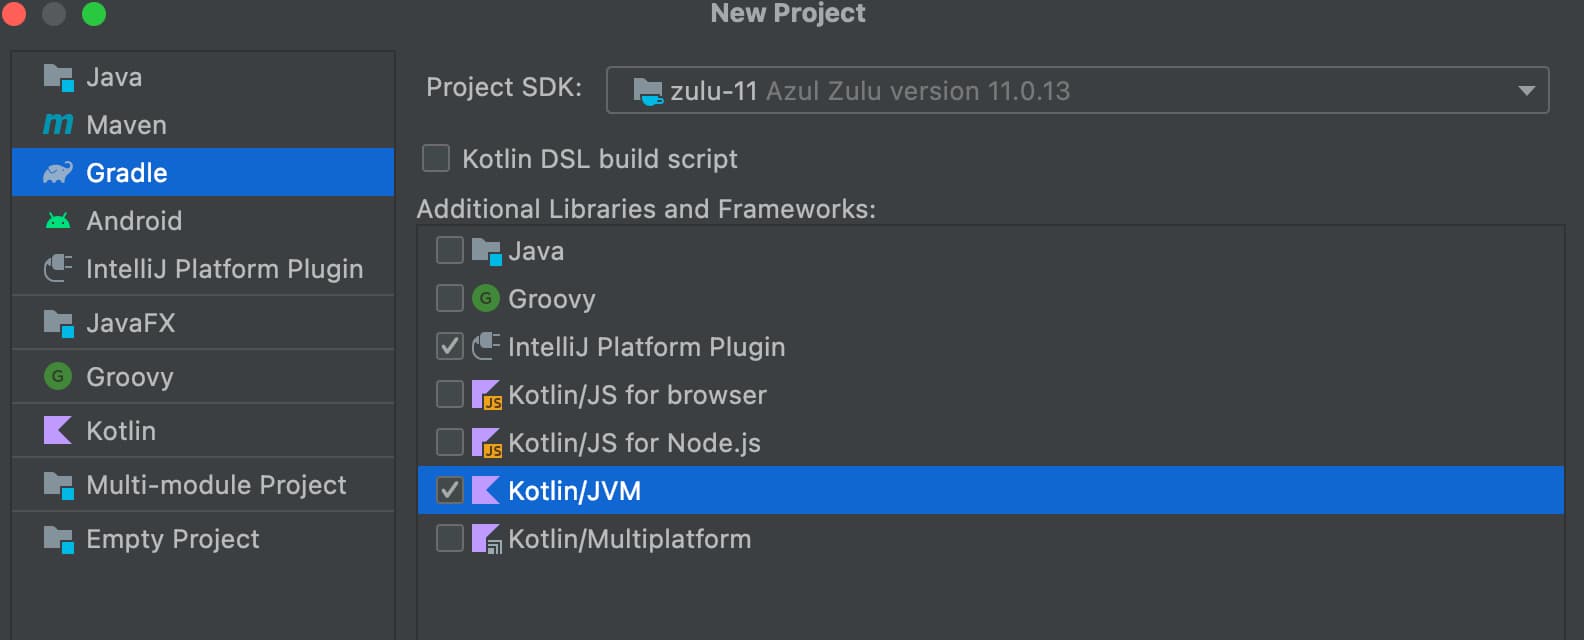 New Project
Java
Maven
Gradle
Android
IntelliJ Platform Plugin
JavaFX
Groovy
Kotlin
Multi-module Project
Empty Project
Project SDK: zulu-11 Azul Zulu version 11.0.13
Kotlin DSL build script
Additional Libraries and Frameworks:
Java
G Groovy
IntelliJ Platform Plugin
JS Kotlin/JS for browser
JS Kotlin/JS for Node.js
Kotlin/JVM
Kotlin/Multiplatform